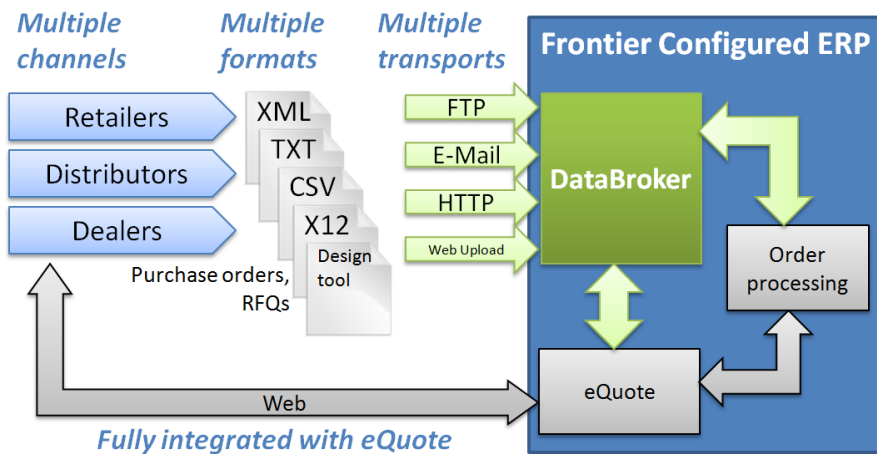 Multiple
channels
Multiple
formats
Multiple
transports
Frontier Configured ERP
Retailers
Distributors
Dealers
XML
TXT
CSV
X12
Design
tool
Purchase orders,
RFQs
FTP
E-Mail
HTTP
Web Upload
DataBroker
Order
processing
eQuote
Web
Fully integrated with eQuote